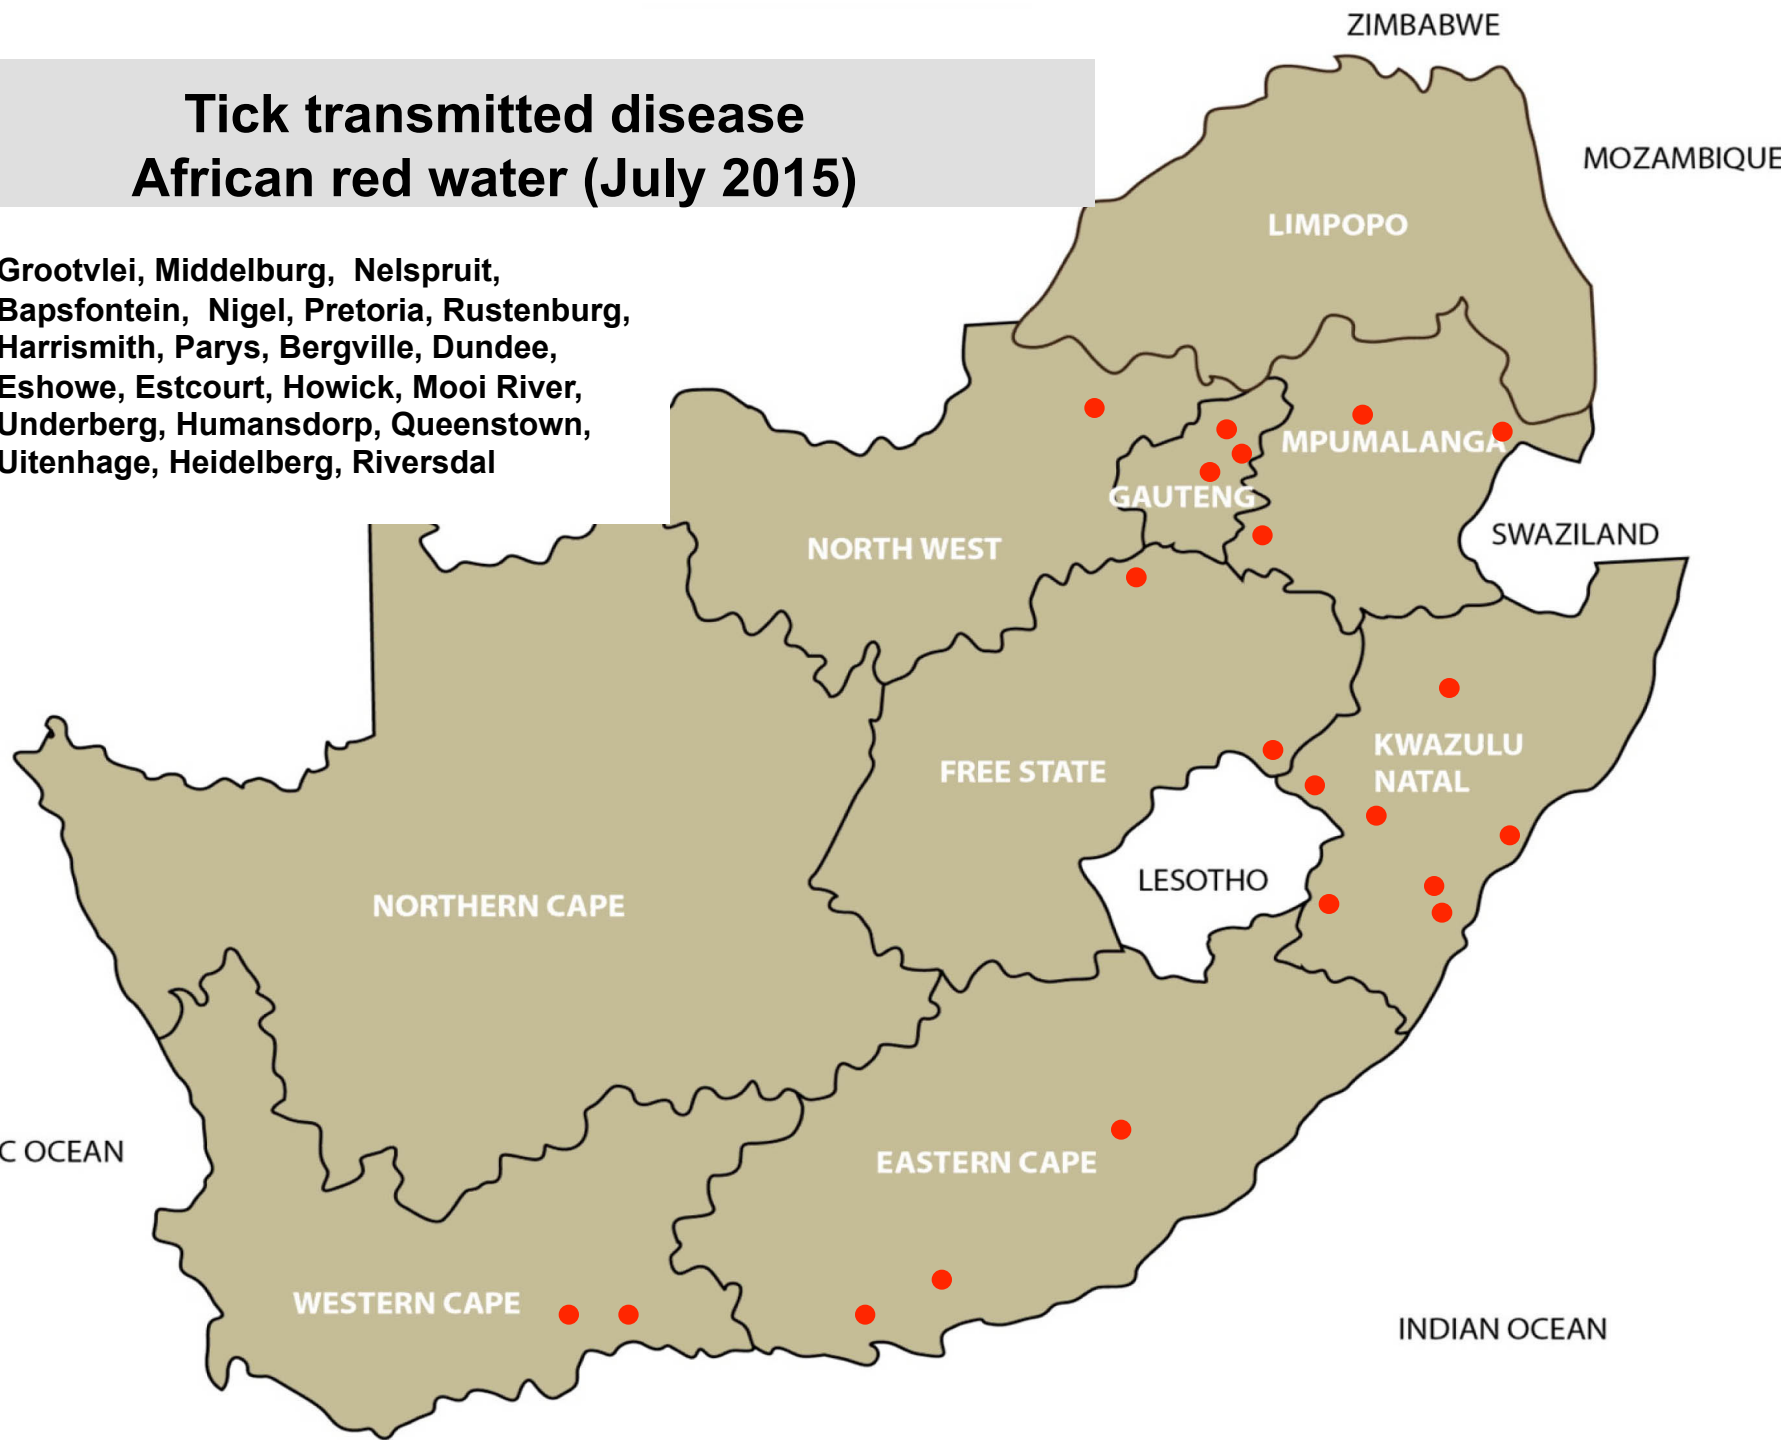 ZIMBABWE
Tick transmitted disease
African red water (July 2015)
MOZAMBIQUE
LIMPOPO
Grootvlei, Middelburg, Nelspruit,
Bapsfontein, Nigel, Pretoria, Rustenburg,
Harrismith, Parys, Bergville, Dundee,
Eshowe, Estcourt, Howick, Mooi River,
Underberg, Humansdorp, Queenstown,
Uitenhage, Heidelberg, Riversdal
MPUMALANGA
GAUTENG
SWAZILAND
NORTH WEST
KWAZULU
NATAL
FREE STATE
LESOTHO
NORTHERN CAPE
C OCEAN
EASTERN CAPE
WESTERN CAPE
INDIAN OCEAN